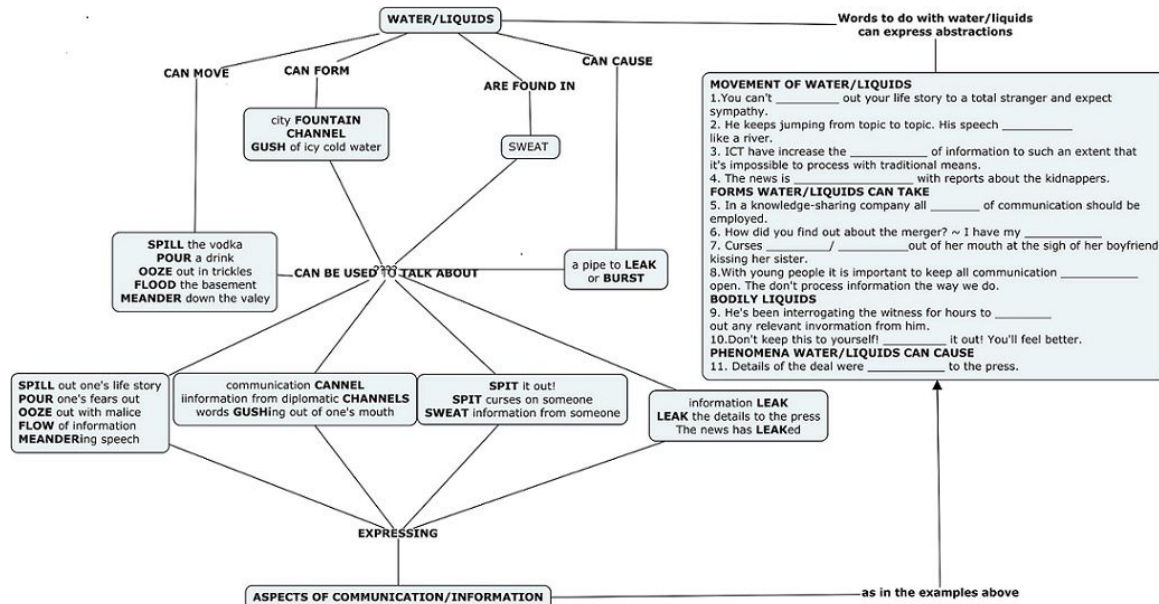 WATER/LIQUIDS
Words to do with water/liquids
can express abstractions
CAN MOVE
CAN FORM
ARE FOUND IN
CAN CAUSE
city FOUNTAIN
CHANNEL
GUSH of icy cold water
SWEAT
SPILL the vodka
POUR a drink
OOZE out in trickles
FLOOD the basement
MEANDER down the valey
????
CAN BE USED TO TALK ABOUT
a pipe to LEAK
or BURST
MOVEMENT OF WATER/LIQUIDS
1.You can't __________ out your life story to a total stranger and expect
sympathy.
2. He keeps jumping from topic to topic. His speech ___________
like a river.
3. ICT have increase the ____________ of information to such an extent that
it's impossible to process with traditional means.
4. The news is ___________________ with reports about the kidnappers.
FORMS WATER/LIQUIDS CAN TAKE
5. In a knowledge-sharing company all ________ of communication should be
employed.
6. How did you find out about the merger? ~ I have my ____________
7. Curses __________/ ___________out of her mouth at the sigh of her boyfriend
kissing her sister.
8.With young people it is important to keep all communication ____________
open. The don't process information the way we do.
BODILY LIQUIDS
9. He's been interrogating the witness for hours to _________
out any relevant invormation from him.
10.Don't keep this to yourself! __________ it out! You'll feel better.
PHENOMENA WATER/LIQUIDS CAN CAUSE
11. Details of the deal were ____________ to the press.
SPILL out one's life story
POUR one's fears out
OOZE out with malice
FLOW of information
MEANDERing speech
communication CANNEL
iinformation from diplomatic CHANNELS
words GUSHing out of one's mouth
SPIT it out!
SPIT curses on someone
SWEAT information from someone
information LEAK
LEAK the details to the press
The news has LEAKed
EXPRESSING
ASPECTS OF COMMUNICATION/INFORMATION
as in the examples above